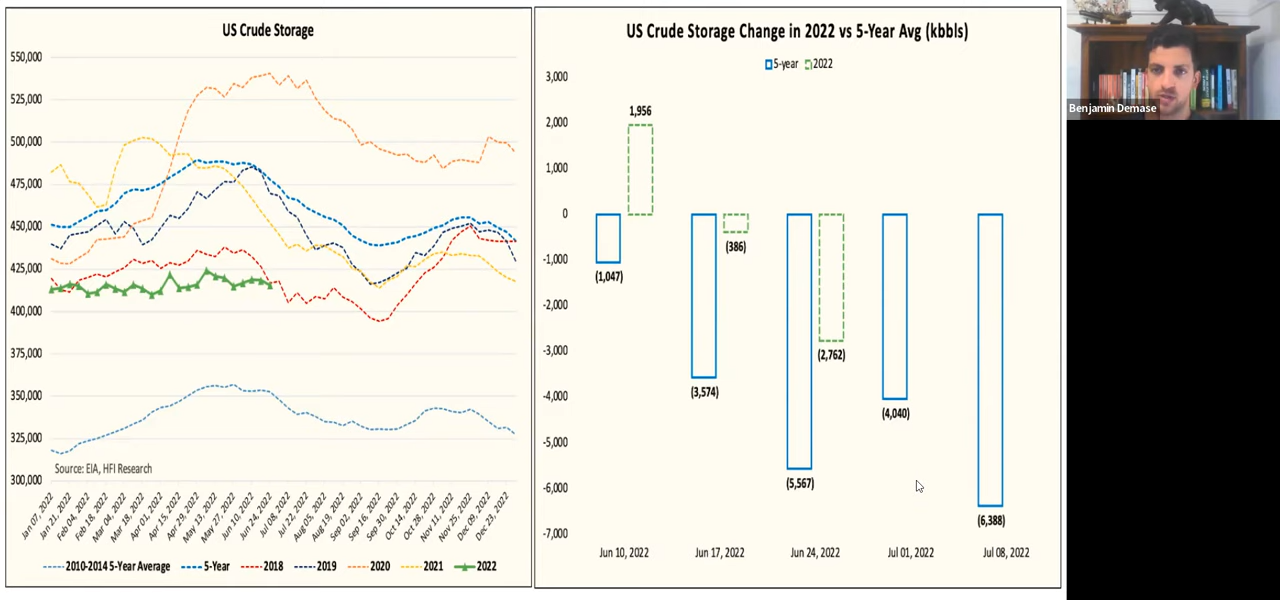 US Crude Storage
550,000
525,000
500,000
475,000
450,000
425,000
400,000
375,000
350,000
325,000
300,000
Source: EIA, HFI Research
Jan 07, 2022
Jan 21, 2022
Feb 04, 2022
Feb 18, 2022
Mar 04, 2022
Mar 18, 2022
Apr 01, 2022
Apr 15, 2022
Apr 29, 2022
May 13, 2022
May 27, 2022
Jun 10, 2022
Jun 24, 2022
Jul 08, 2022
Jul 22, 2022
Aug 05, 2022
Aug 19, 2022
Sep 02, 2022
Sep 16, 2022
Sep 30, 2022
Oct 14, 2022
Oct 28, 2022
Nov 11, 2022
Nov 25, 2022
Dec 09, 2022
Dec 23, 2022
2010-2014 5-Year Average 5-Year 2018 2019 2020 2021 2022
US Crude Storage Change in 2022 vs 5-Year Avg (kbbls)
5-year 2022
3,000
2,000
1,000
0
-1,000
-2,000
-3,000
-4,000
-5,000
-6,000
-7,000
1,956
(1,047)
(386)
(3,574)
(2,762)
(5,567)
(4,040)
(6,388)
Jun 10, 2022 Jun 17, 2022 Jun 24, 2022 Jul 01, 2022 Jul 08, 2022
Benjamin Demase